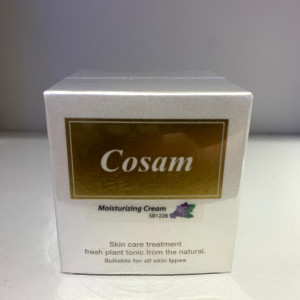 Cosam
Moisturizing Cream
SB1228
Skin care treatment
fresh plant tonic from the natural.
Suitable for all skin types